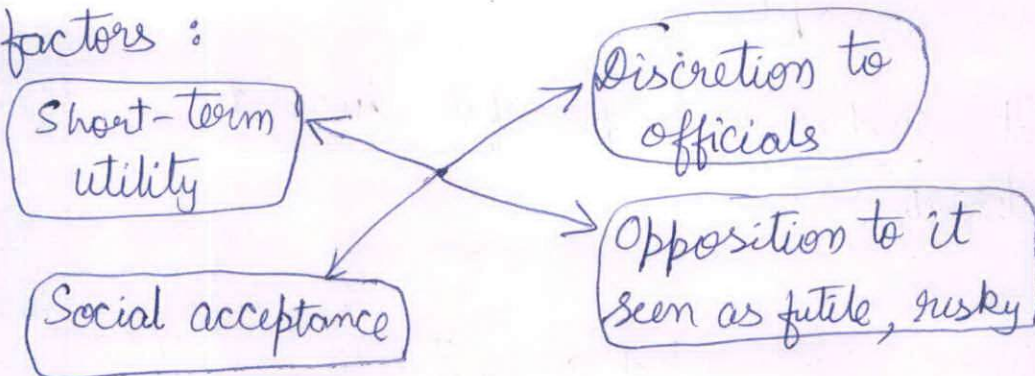 factors :
Short-term
utility
Discretion to
officials
Social acceptance
Opposition to it
seen as futile, risky